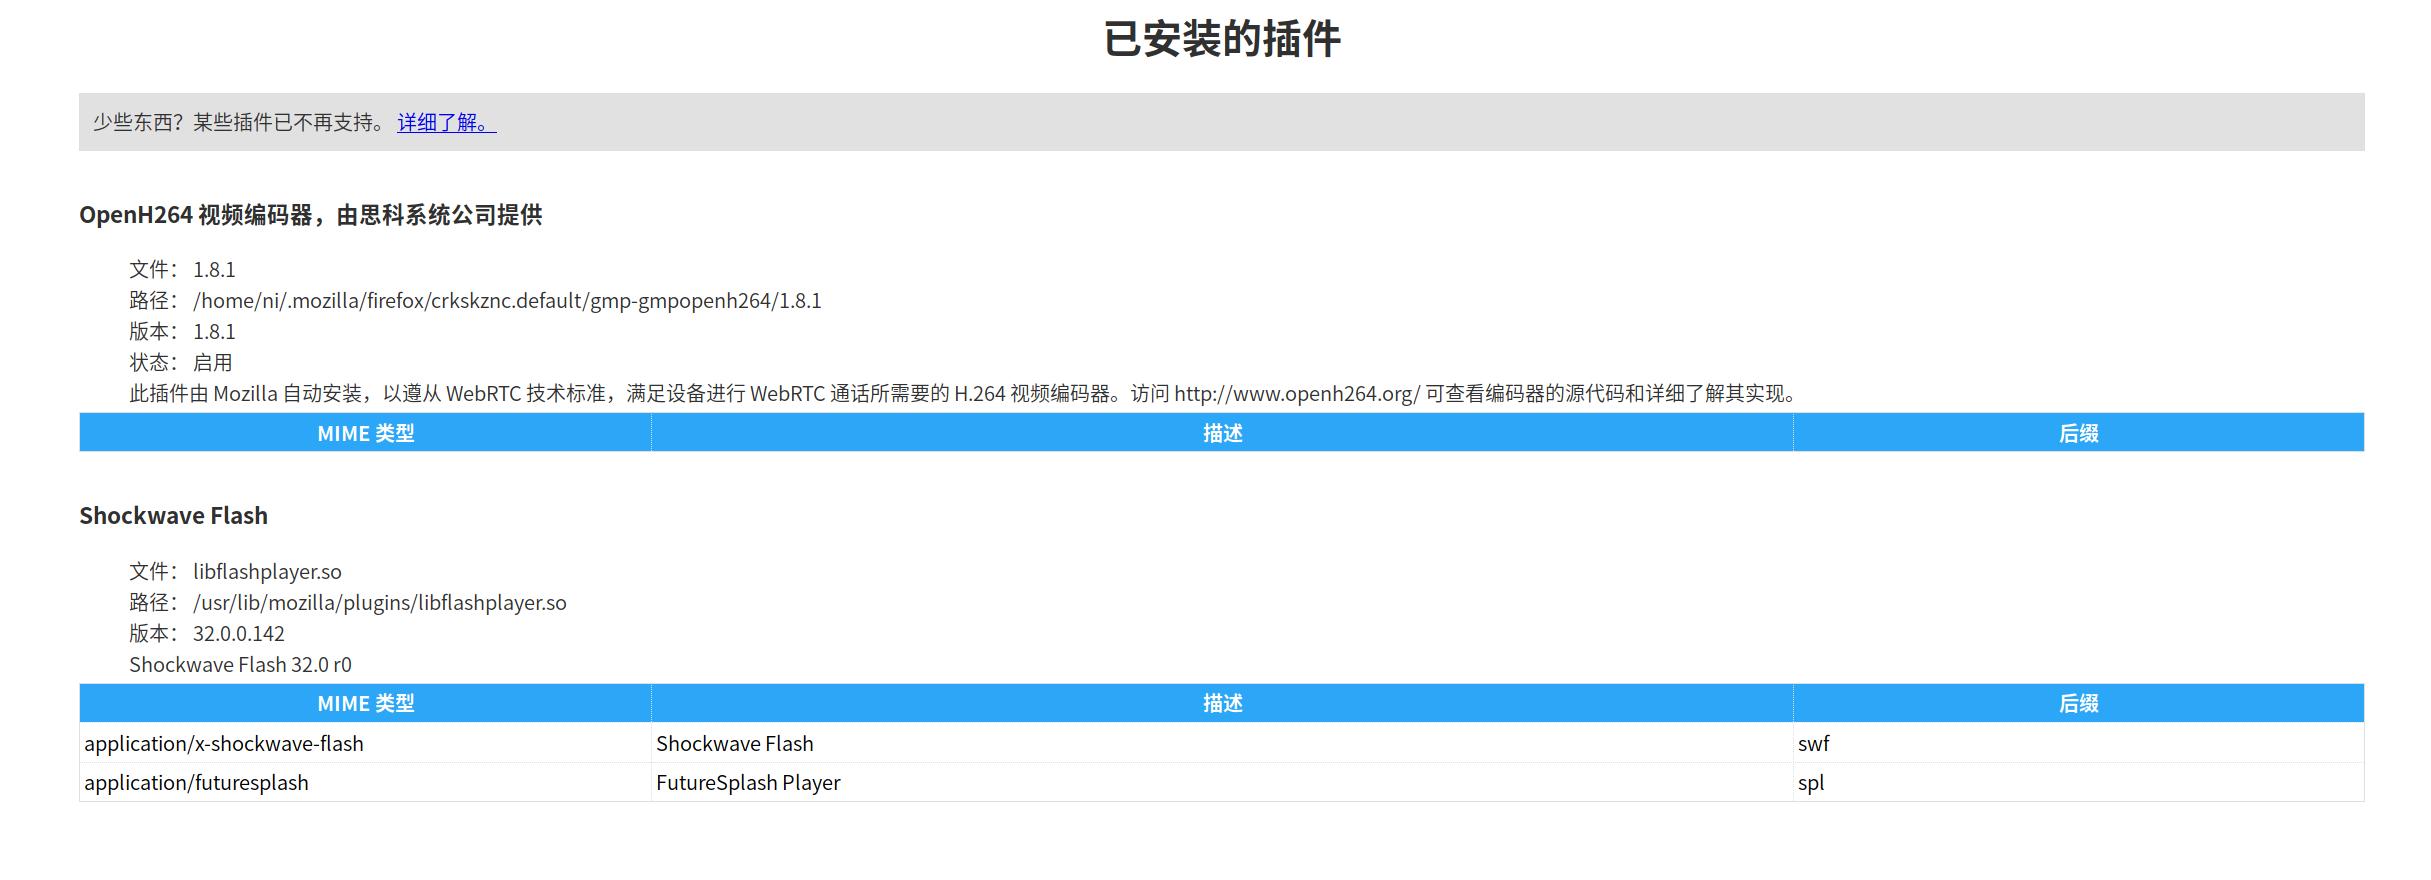 已安装的插件
少些东西？某些插件已不再支持。 详细了解。
OpenH264 视频编码器，由思科系统公司提供
文件： 1.8.1
路径： /home/ni/.mozilla/firefox/crkskznc.default/gmp-gmpopenh264/1.8.1
版本： 1.8.1
状态： 启用
此插件由 Mozilla 自动安装，以遵从 WebRTC 技术标准，满足设备进行 WebRTC 通话所需要的 H.264 视频编码器。访问 http://www.openh264.org/ 可查看编码器的源代码和详细了解其实现。
MIME 类型 描述 后缀
Shockwave Flash
文件： libflashplayer.so
路径： /usr/lib/mozilla/plugins/libflashplayer.so
版本： 32.0.0.142
Shockwave Flash 32.0 r0
MIME 类型 描述 后缀
application/x-shockwave-flash Shockwave Flash swf
application/futuresplash FutureSplash Player spl